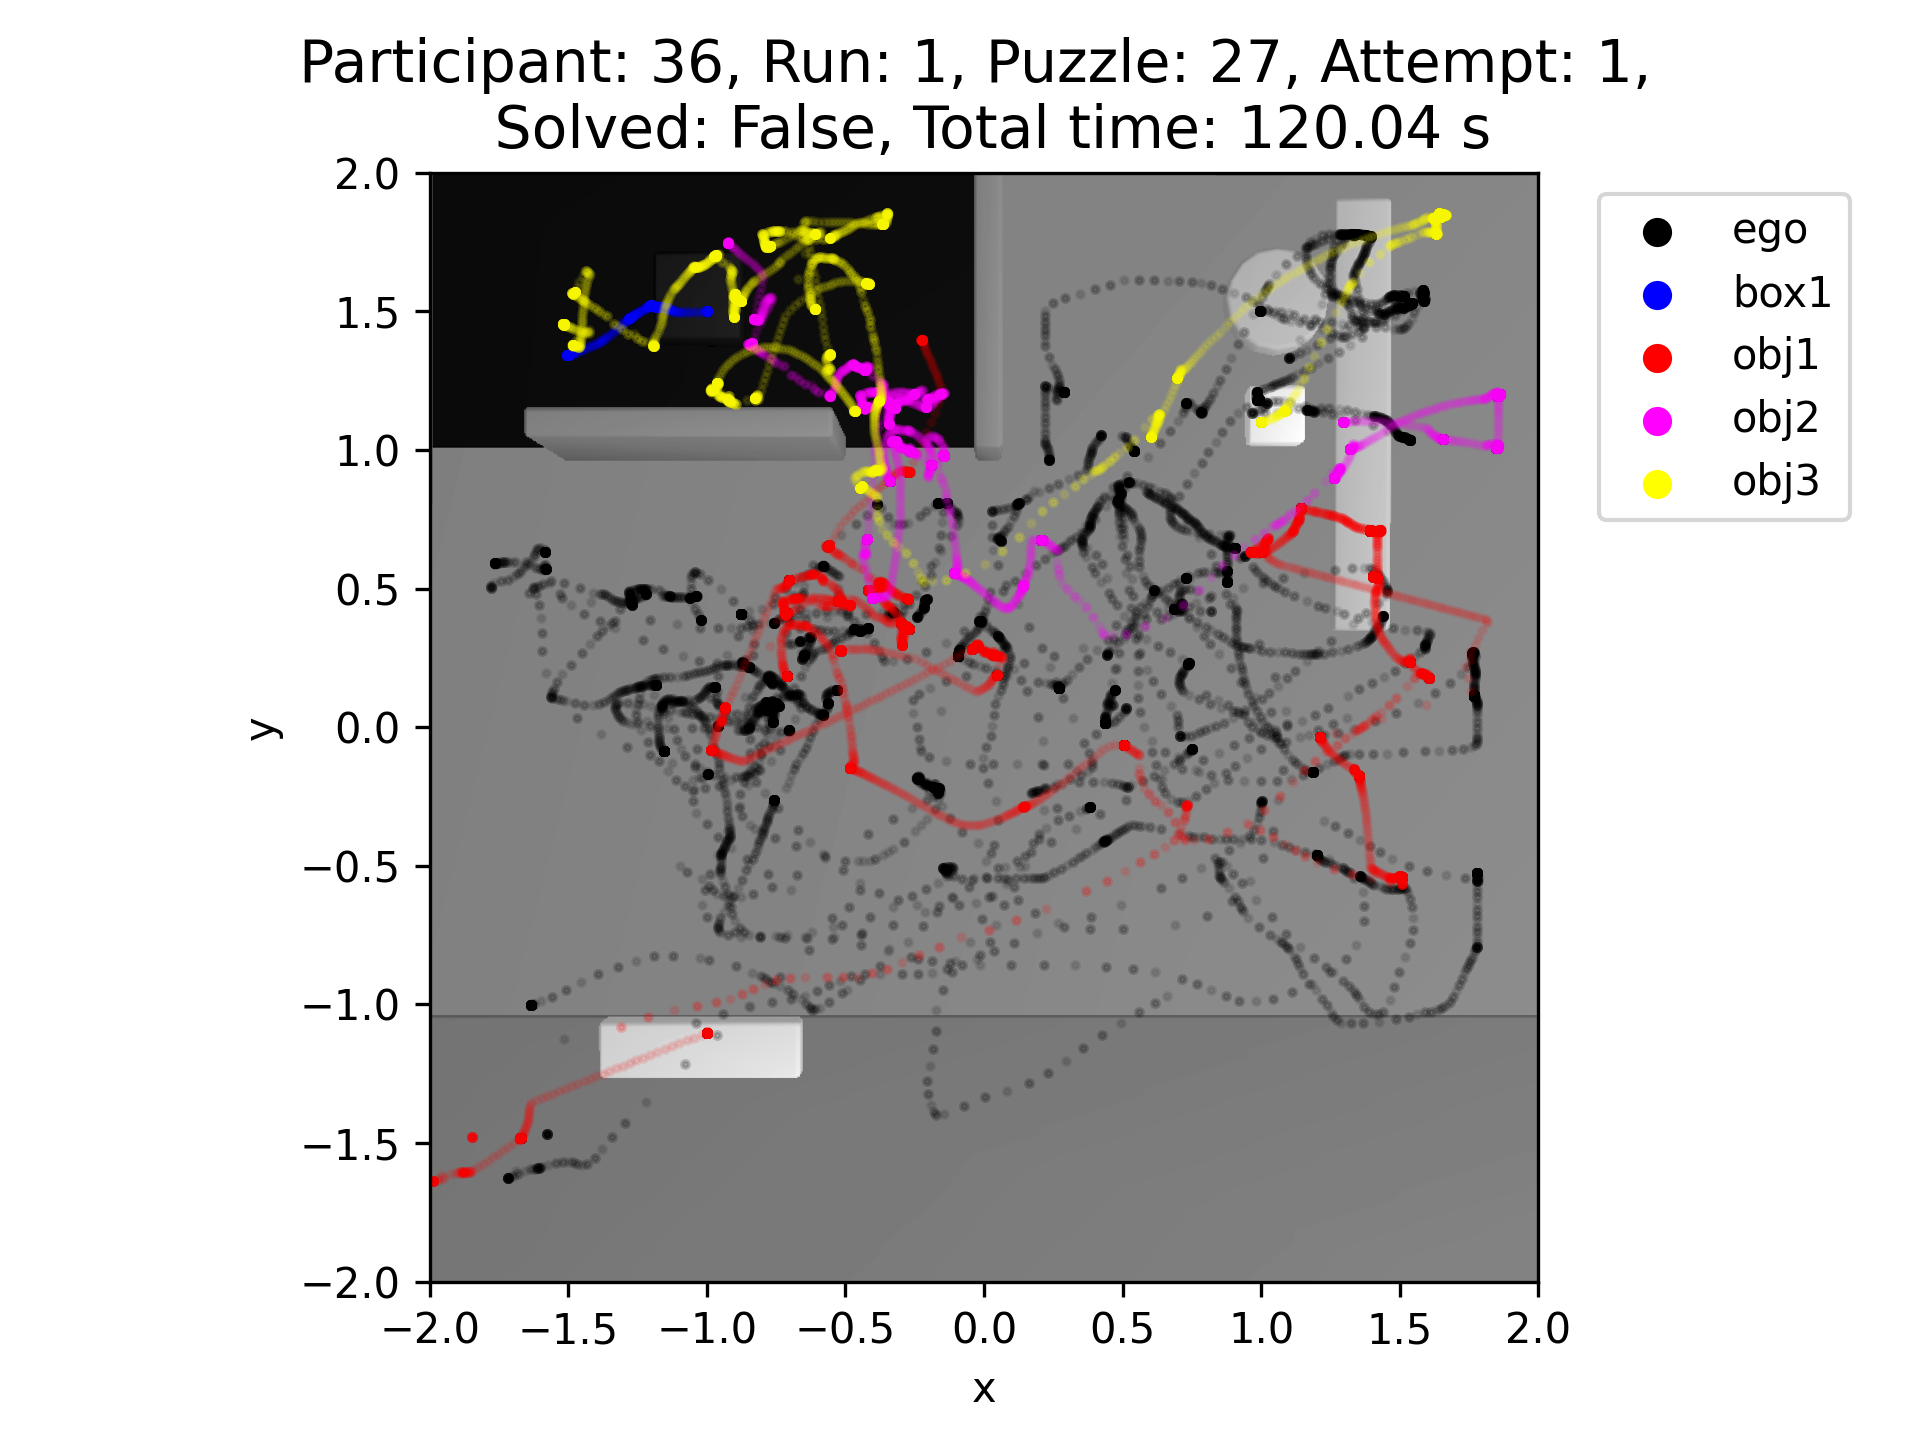 Participant: 36, Run: 1, Puzzle: 27, Attempt: 1,
Solved: False, Total time: 120.04 s
2.0
1.5
1.0
0.5
0.0
−0.5
−1.0
−1.5
−2.0
y
−2.0 −1.5 −1.0 −0.5 0.0 0.5 1.0 1.5 2.0
x
ego
box1
obj1
obj2
obj3